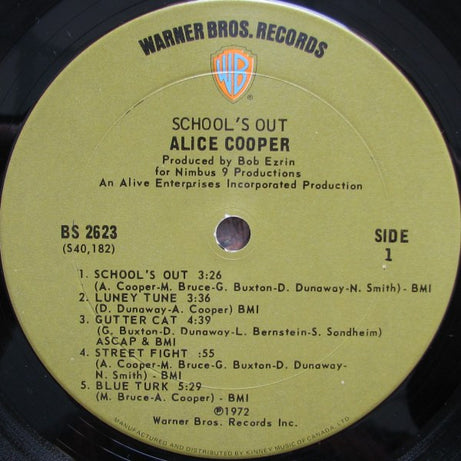 WARNER BROS. RECORDS
WB
®
SCHOOL'S OUT
ALICE COOPER
Produced by Bob Ezrin
for Nimbus 9 Productions
An Alive Enterprises Incorporated Production
BS 2623
(S40,182)
SIDE
1
1. SCHOOL'S OUT 3:26
(A. Cooper-M. Bruce-G. Buxton-D. Dunaway-N. Smith) - BMI
2. LUNEY TUNE 3:36
(D. Dunaway-A. Cooper) BMI
3. GUTTER CAT 4:39
(G. Buxton-D. Dunaway-L. Bernstein-S. Sondheim)
ASCAP & BMI
4. STREET FIGHT :55
(A. Cooper-M. Bruce-G. Buxton-D. Dunaway-
N. Smith) - BMI
5. BLUE TURK 5:29
(M. Bruce-A. Cooper) - BMI
℗1972
Warner Bros. Records Inc.
MANUFACTURED AND DISTRIBUTED BY KINNEY MUSIC OF CANADA, LTD